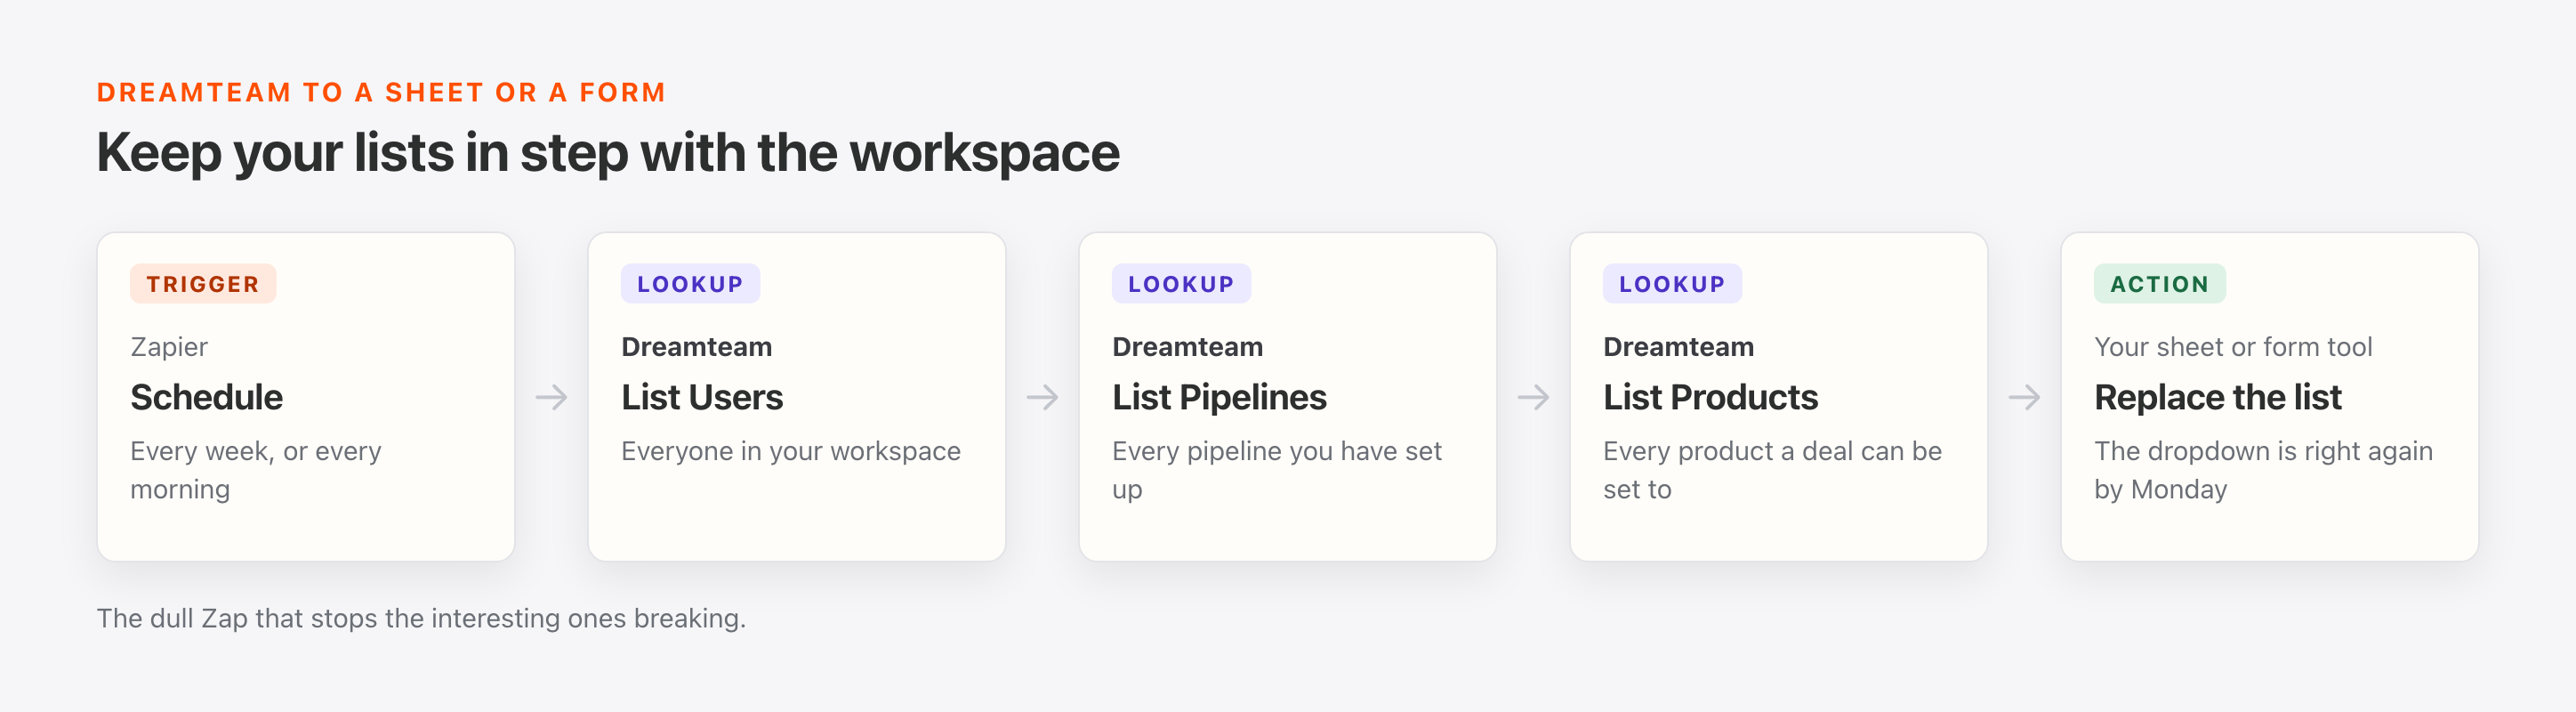 DREAMTEAM TO A SHEET OR A FORM
Keep your lists in step with the workspace
TRIGGER
Zapier
Schedule
Every week, or every
morning
LOOKUP
Dreamteam
List Users
Everyone in your workspace
LOOKUP
Dreamteam
List Pipelines
Every pipeline you have set
up
LOOKUP
Dreamteam
List Products
Every product a deal can be
set to
ACTION
Your sheet or form tool
Replace the list
The dropdown is right again
by Monday
The dull Zap that stops the interesting ones breaking.